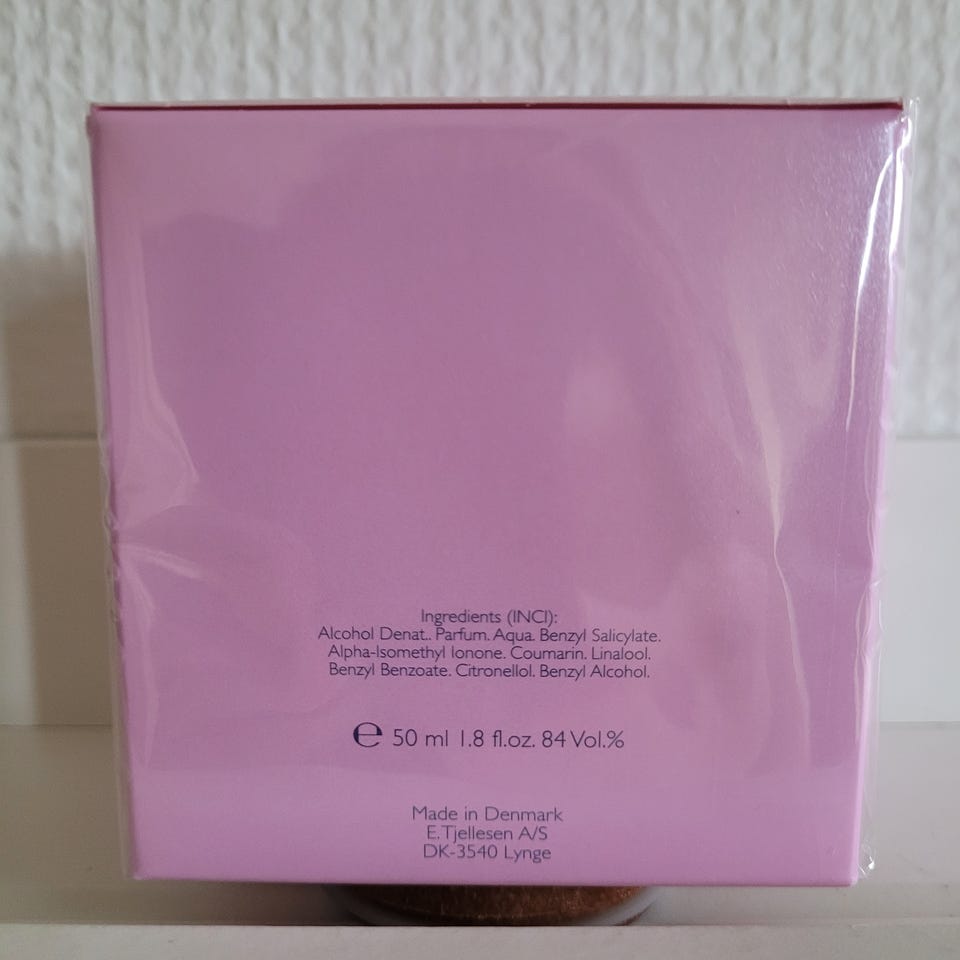 Ingredients (INCI):
Alcohol Denat.. Parfum. Aqua. Benzyl Salicylate.
Alpha-Isomethyl Ionone. Coumarin. Linalool.
Benzyl Benzoate. Citronellol. Benzyl Alcohol.
℮ 50 ml 1.8 fl.oz. 84 Vol.%
Made in Denmark
E.Tjellesen A/S
DK-3540 Lynge